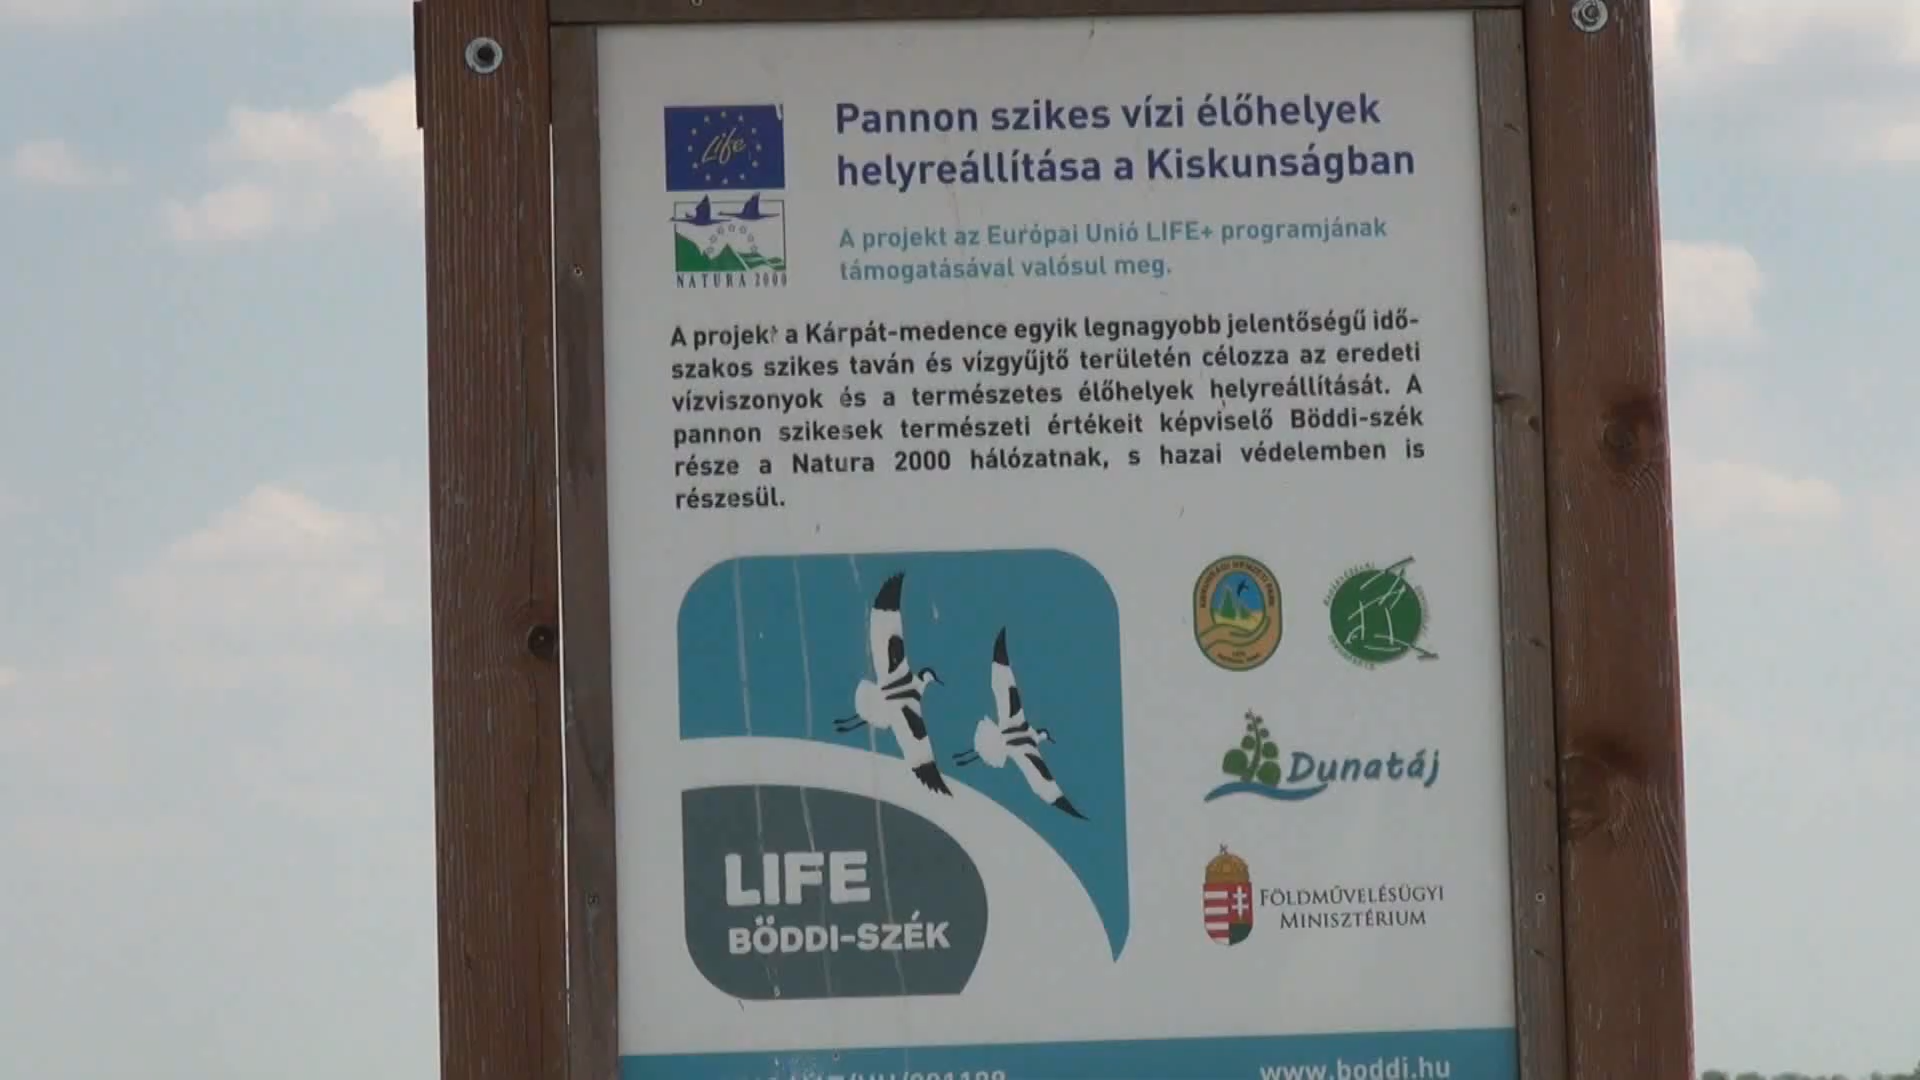 Life
NATURA 2000
Pannon szikes vízi élőhelyek
helyreállítása a Kiskunságban
A projekt az Európai Unió LIFE+ programjának
támogatásával valósul meg.
A projekt a Kárpát-medence egyik legnagyobb jelentőségű idő-
szakos szikes taván és vízgyűjtő területén célozza az eredeti
vízviszonyok és a természetes élőhelyek helyreállítását. A
pannon szikesek természeti értékeit képviselő Böddi-szék
része a Natura 2000 hálózatnak, s hazai védelemben is
részesül.
KISKUNSÁGI NEMZETI PARK
Dunatáj
FÖLDMŰVELÉSÜGYI
MINISZTÉRIUM
LIFE
BÖDDI-SZÉK
www.boddi.hu